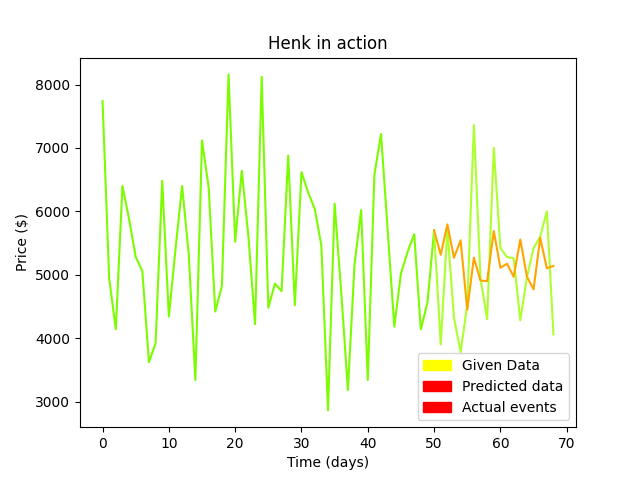 Henk in action
Price ($)
8000
7000
6000
5000
4000
3000
Given Data
Predicted data
Actual events
0 10 20 30 40 50 60 70
Time (days)